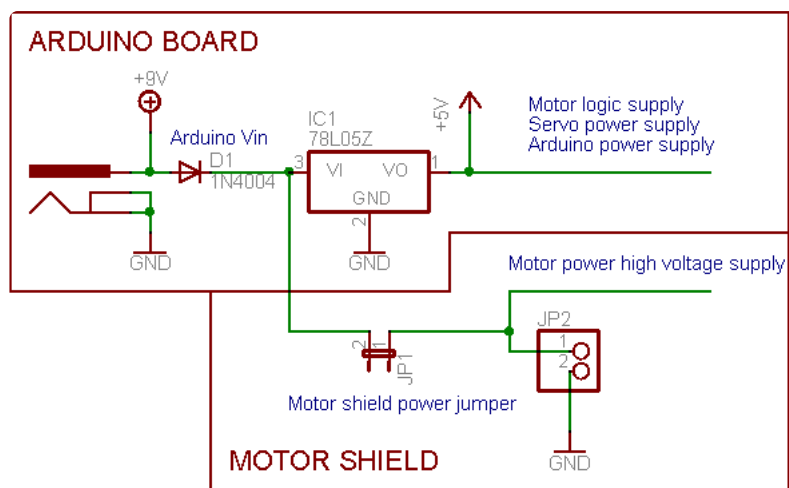 ARDUINO BOARD
+9V
Arduino Vin
D1
1N4004
IC1
78L05Z
3
VI
VO
1
GND
2
+5V
Motor logic supply
Servo power supply
Arduino power supply
GND
GND
Motor power high voltage supply
JP2
1
2
2
1
JP1
Motor shield power jumper
GND
MOTOR SHIELD